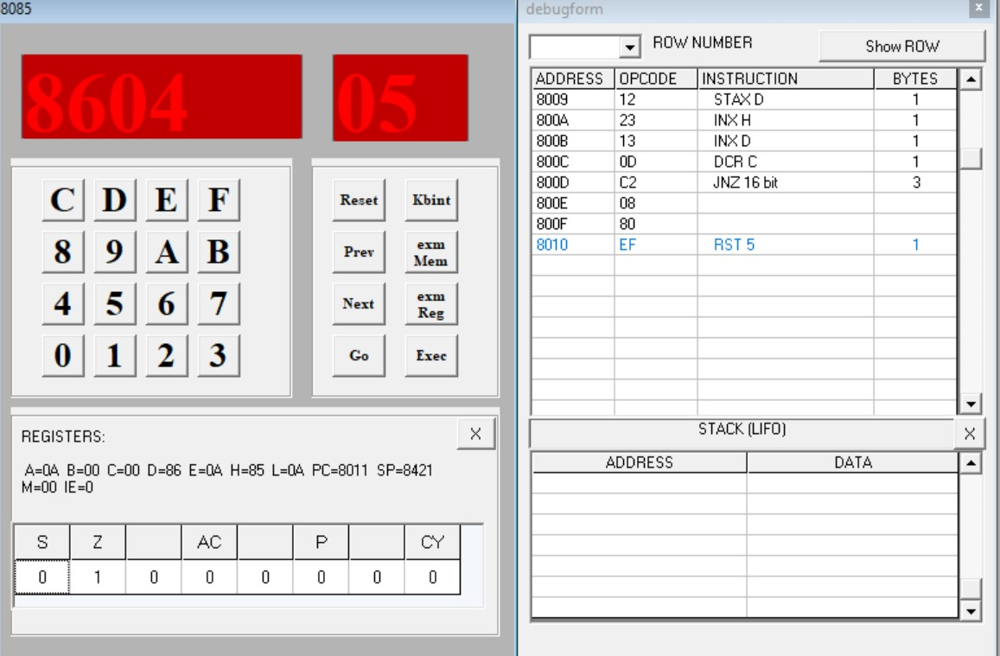 8085
8604 05
C D E F
8 9 A B
4 5 6 7
0 1 2 3
Reset Kbint
Prev exm Mem
Next exm Reg
Go Exec
REGISTERS: X
A=0A B=00 C=00 D=86 E=0A H=85 L=0A PC=8011 SP=8421
M=00 IE=0
S Z AC P CY
0 1 0 0 0 0 0 0
debugform x
ROW NUMBER Show ROW
ADDRESS OPCODE INSTRUCTION BYTES
8009 12 STAX D 1
800A 23 INX H 1
800B 13 INX D 1
800C 0D DCR C 1
800D C2 JNZ 16 bit 3
800E 08
800F 80
8010 EF RST 5 1
STACK (LIFO) X
ADDRESS DATA